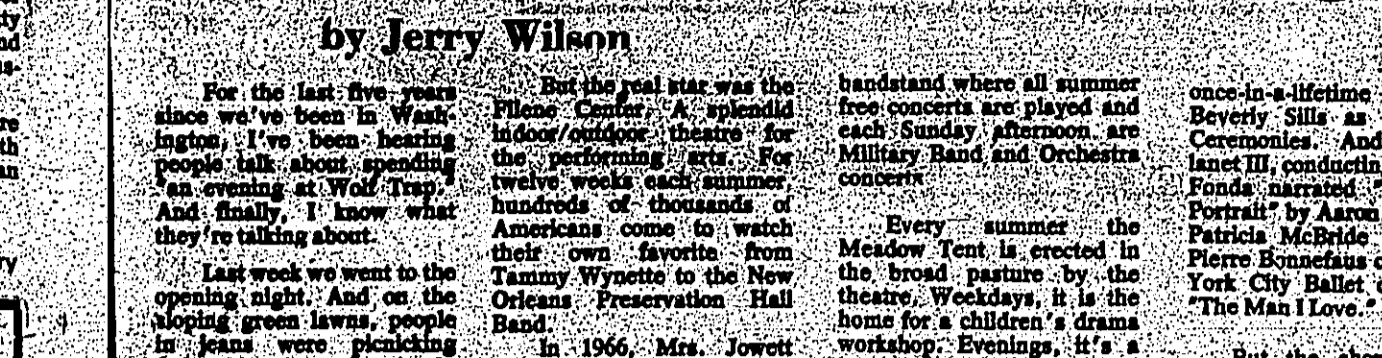 by Jerry Wilson
For the last five years
since we've been in Wash-
ington, I've been hearing
people talk about spending
"an evening at Wolf Trap."
And finally, I know what
they're talking about.
Last week we went to the
opening night. And on the
sloping green lawns, people
in jeans were picnicking
But the real star was the
Filene Center. A splendid
indoor/outdoor theatre for
the performing arts. For
twelve weeks each summer,
hundreds of thousands of
Americans come to watch
their own favorite from
Tammy Wynette to the New
Orleans Preservation Hall
Band.
In 1966, Mrs. Jowett
bandstand where all summer
free concerts are played and
each Sunday afternoon are
Military Band and Orchestra
concerts
Every summer the
Meadow Tent is erected in
the broad pasture by the
theatre. Weekdays, it is the
home for a children's drama
workshop. Evenings, it's a
once-in-a-lifetime
Beverly Sills as
Ceremonies. And
lanet III, conductin
Fonda narrated "
Portrait" by Aaron
Patricia McBride
Pierre Bonnefaus
York City Ballet
"The Man I Love."